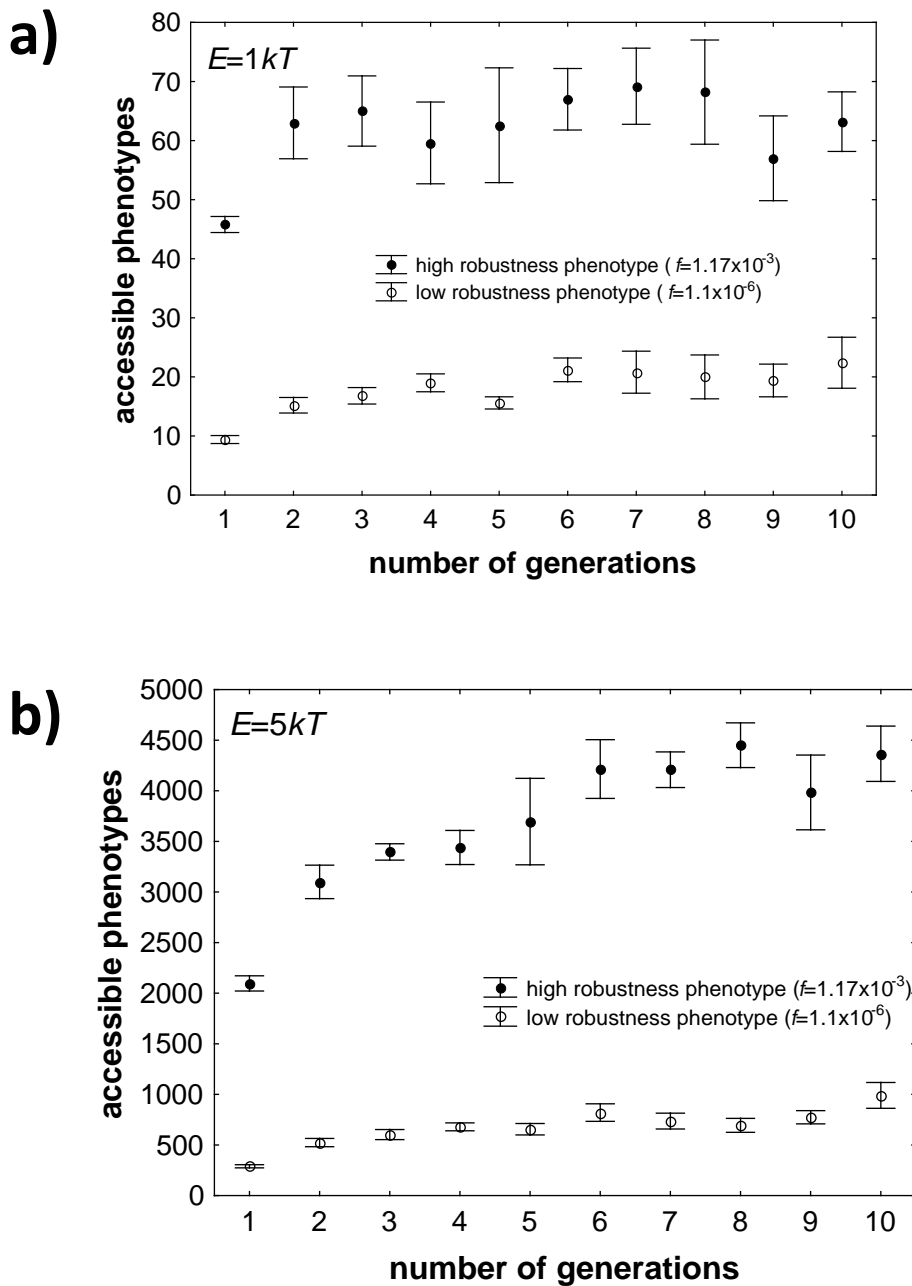 a)
E=1kT
80
70
60
50
40
30
20
10
0
accessible phenotypes
high robustness phenotype ( f=1.17x10⁻³)
low robustness phenotype ( f=1.1x10⁻⁶)
1 2 3 4 5 6 7 8 9 10
number of generations
b)
E=5kT
5000
4500
4000
3500
3000
2500
2000
1500
1000
500
0
accessible phenotypes
high robustness phenotype (f=1.17x10⁻³)
low robustness phenotype (f=1.1x10⁻⁶)
1 2 3 4 5 6 7 8 9 10
number of generations